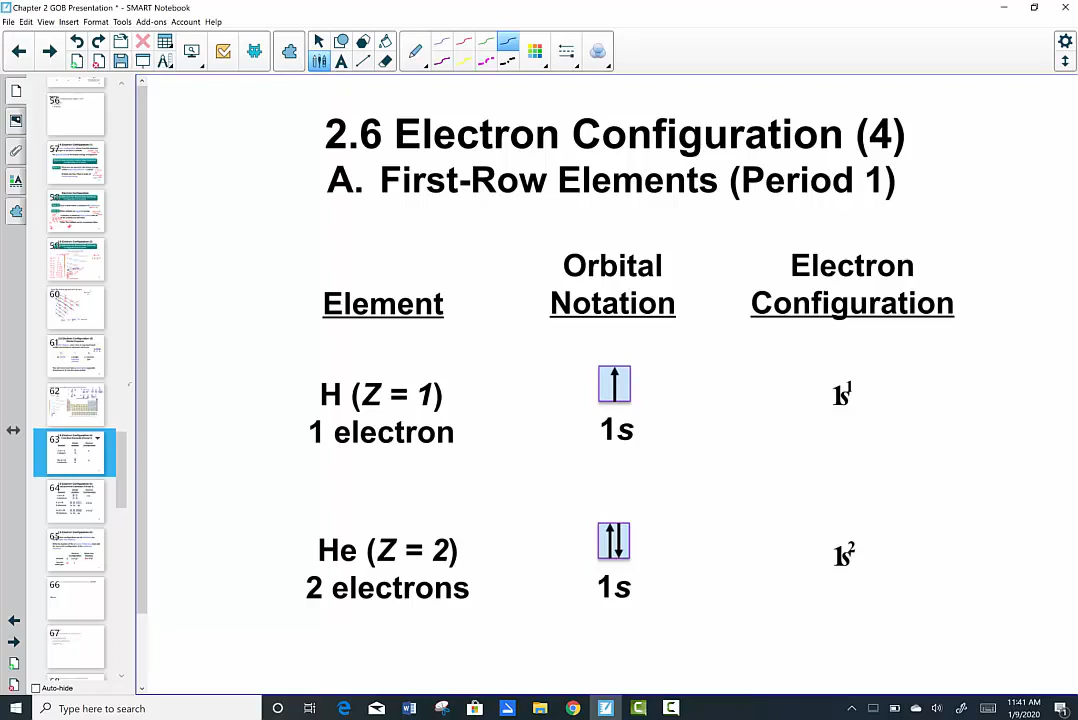 Chapter 2 GOB Presentation * - SMART Notebook
File Edit View Insert Format Tools Add-ons Account Help
2.6 Electron Configuration (4)
A. First-Row Elements (Period 1)
Element
Orbital
Notation
Electron
Configuration
H (Z = 1)
1 electron
1s
1s¹
He (Z = 2)
2 electrons
1s
1s²
56
57
60
61
62
63
64
65
66
67
Auto-hide
Type here to search
11:41 AM
1/9/2020